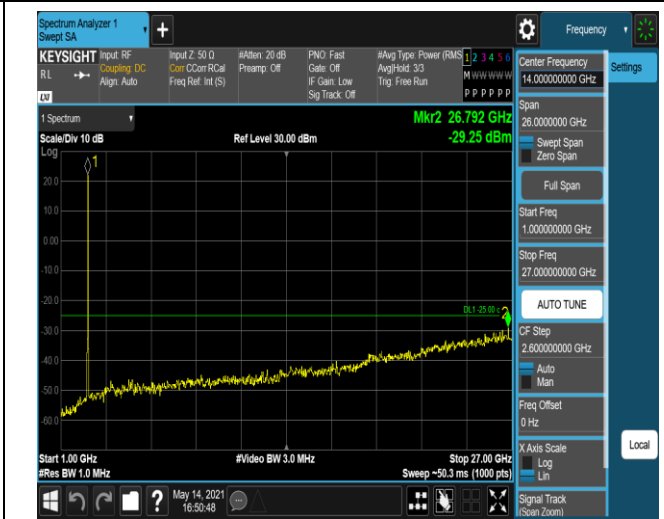 Spectrum Analyzer 1
Swept SA
+
Frequency
KEYSIGHT
Input: RF
Coupling: DC
Align: Auto
RL
LXI
Input Z: 50 Ω
Corr CCorr RCal
Freq Ref: Int (S)
#Atten: 20 dB
Preamp: Off
PNO: Fast
Gate: Off
IF Gain: Low
Sig Track: Off
#Avg Type: Power (RMS
Avg|Hold: 3/3
Trig: Free Run
1 2 3 4 5 6
M W W W W W
P P P P P P
1 Spectrum
Scale/Div 10 dB
Ref Level 30.00 dBm
Mkr2 26.792 GHz
-29.25 dBm
Log
1
20.0
10.0
0.00
-10.0
-20.0
DL1 -25.00
2
-30.0
-40.0
-50.0
-60.0
Start 1.00 GHz
#Video BW 3.0 MHz
Stop 27.00 GHz
#Res BW 1.0 MHz
Sweep ~50.3 ms (1000 pts)
?
May 14, 2021
16:50:48
Center Frequency
14.000000000 GHz
Settings
Span
26.0000000 GHz
Swept Span
Zero Span
Full Span
Start Freq
1.000000000 GHz
Stop Freq
27.000000000 GHz
AUTO TUNE
CF Step
2.600000000 GHz
Auto
Man
Freq Offset
0 Hz
X Axis Scale
Log
Lin
Local
Signal Track
(Span Zoom)